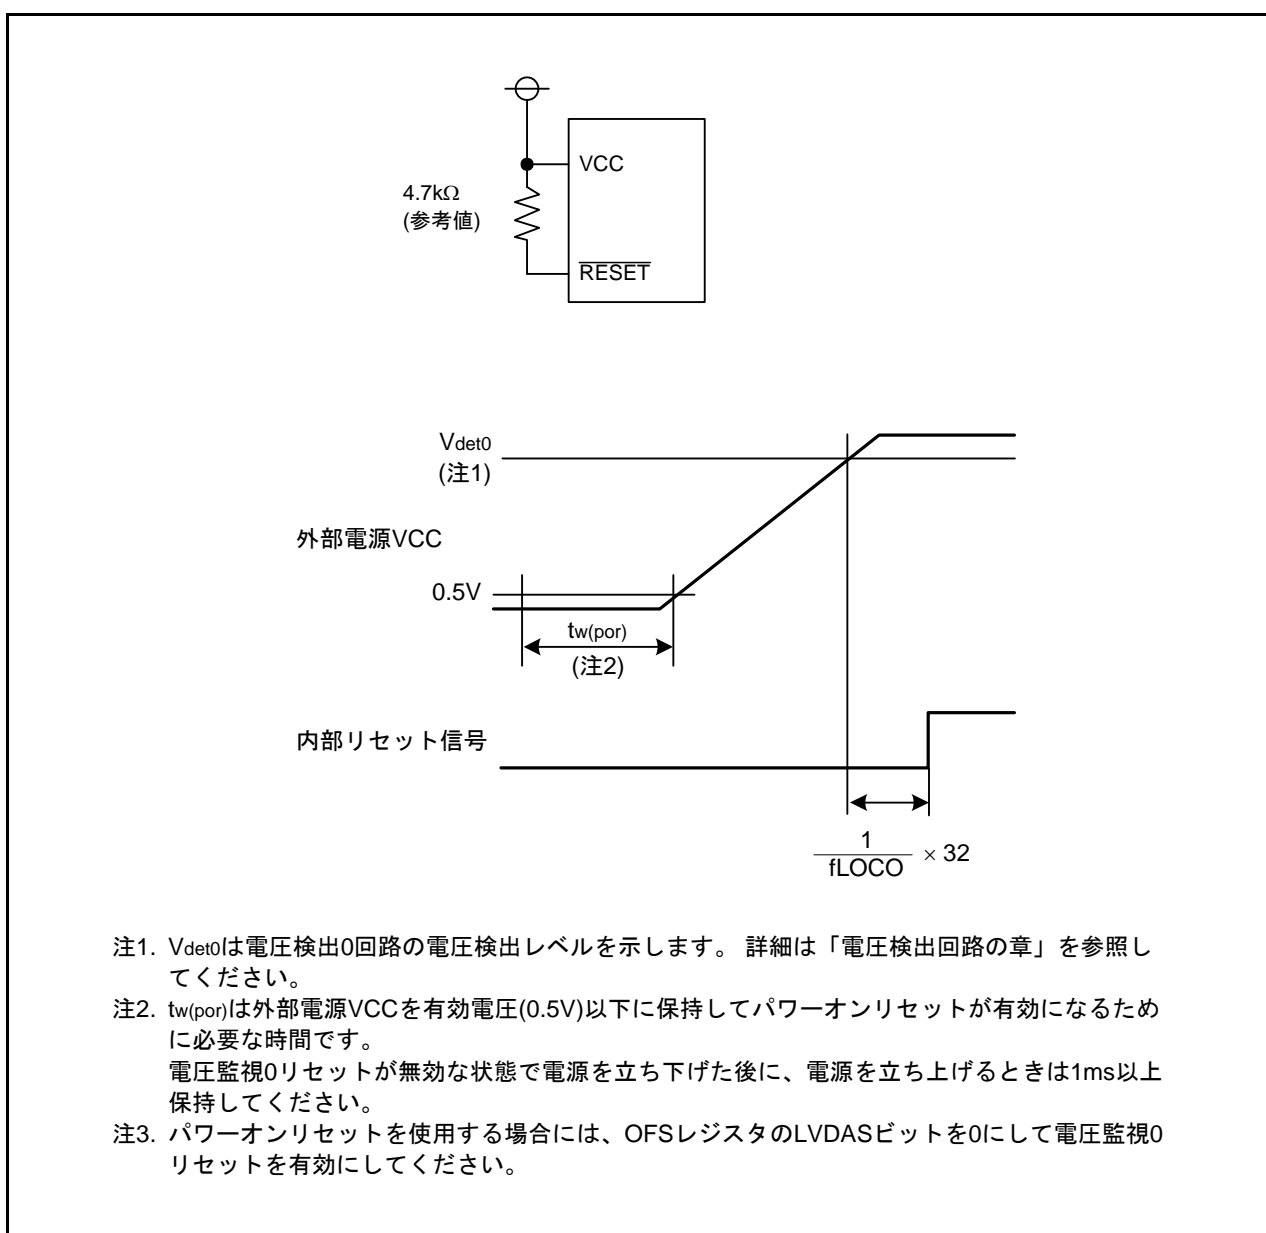 VCC
4.7kΩ
(参考値)
RESET
Vdet0
(注1)
外部電源VCC
0.5V
tw(por)
(注2)
内部リセット信号
1
fLOCO
× 32
注1. Vdet0は電圧検出0回路の電圧検出レベルを示します。 詳細は「電圧検出回路の章」を参照し
てください。
注2. tw(por)は外部電源VCCを有効電圧(0.5V)以下に保持してパワーオンリセットが有効になるため
に必要な時間です。
電圧監視0リセットが無効な状態で電源を立ち下げた後に、電源を立ち上げるときは1ms以上
保持してください。
注3. パワーオンリセットを使用する場合には、OFSレジスタのLVDASビットを0にして電圧監視0
リセットを有効にしてください。